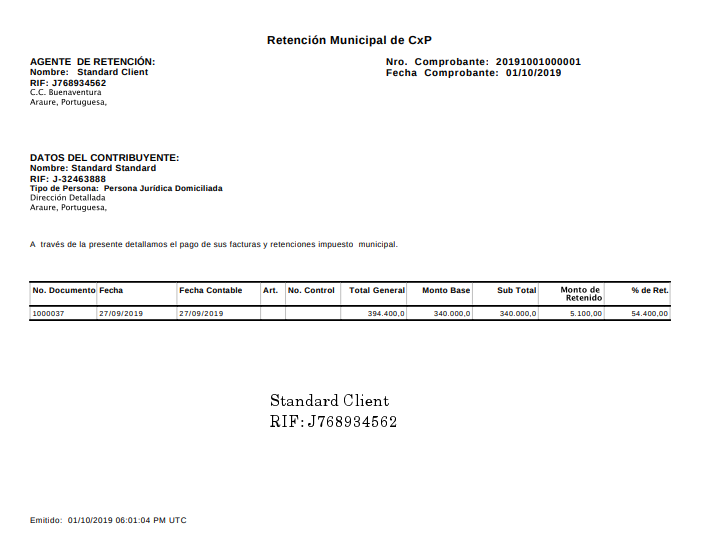 Retención Municipal de CxP
AGENTE DE RETENCIÓN:
Nombre: Standard Client
RIF: J768934562
C.C. Buenaventura
Araure, Portuguesa,
Nro. Comprobante: 20191001000001
Fecha Comprobante: 01/10/2019
DATOS DEL CONTRIBUYENTE:
Nombre: Standard Standard
RIF: J-32463888
Tipo de Persona: Persona Jurídica Domiciliada
Dirección Detallada
Araure, Portuguesa,
A través de la presente detallamos el pago de sus facturas y retenciones impuesto municipal.
No. Documento Fecha Fecha Contable Art. No. Control Total General Monto Base Sub Total Monto de Retenido % de Ret.
1000037 27/09/2019 27/09/2019 394.400,0 340.000,0 340.000,0 5.100,00 54.400,00
Standard Client
RIF: J768934562
Emitido: 01/10/2019 06:01:04 PM UTC